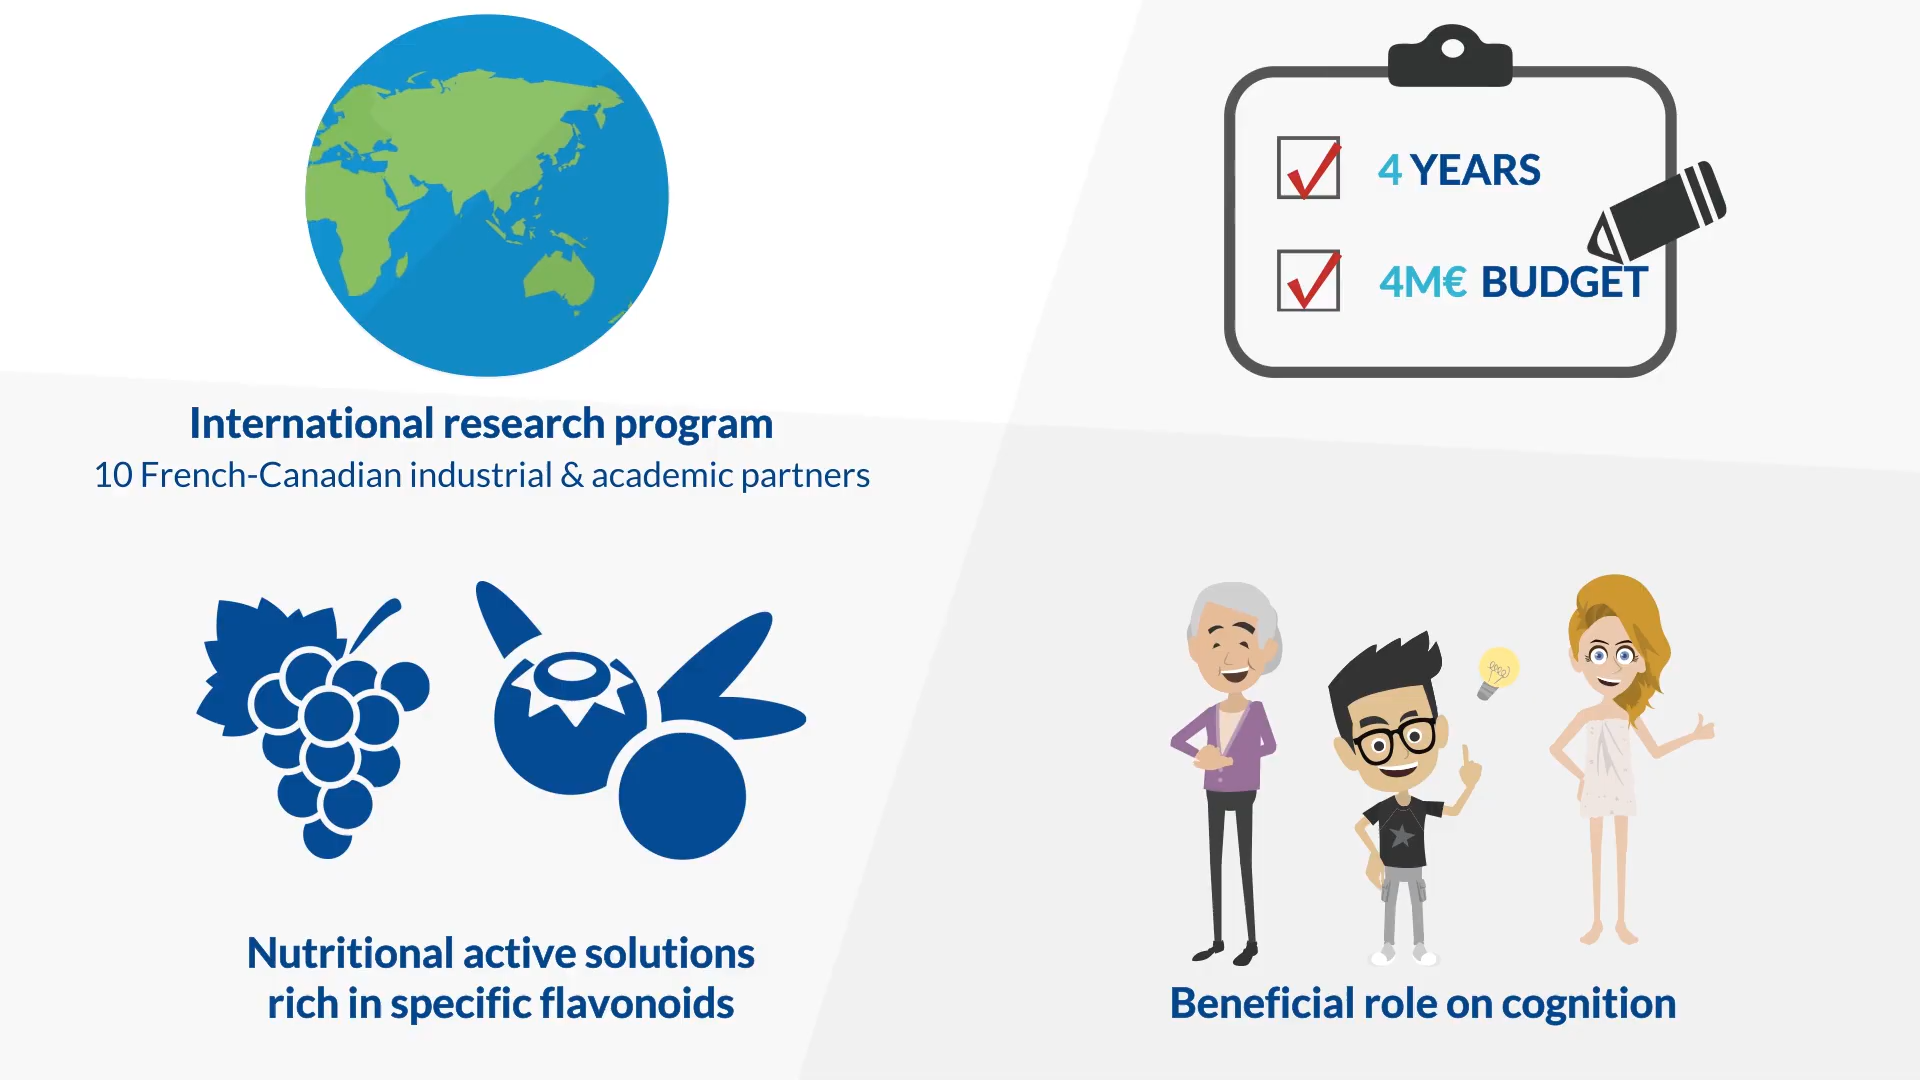 4 YEARS
4M€ BUDGET
International research program
10 French-Canadian industrial & academic partners
Nutritional active solutions
rich in specific flavonoids
Beneficial role on cognition